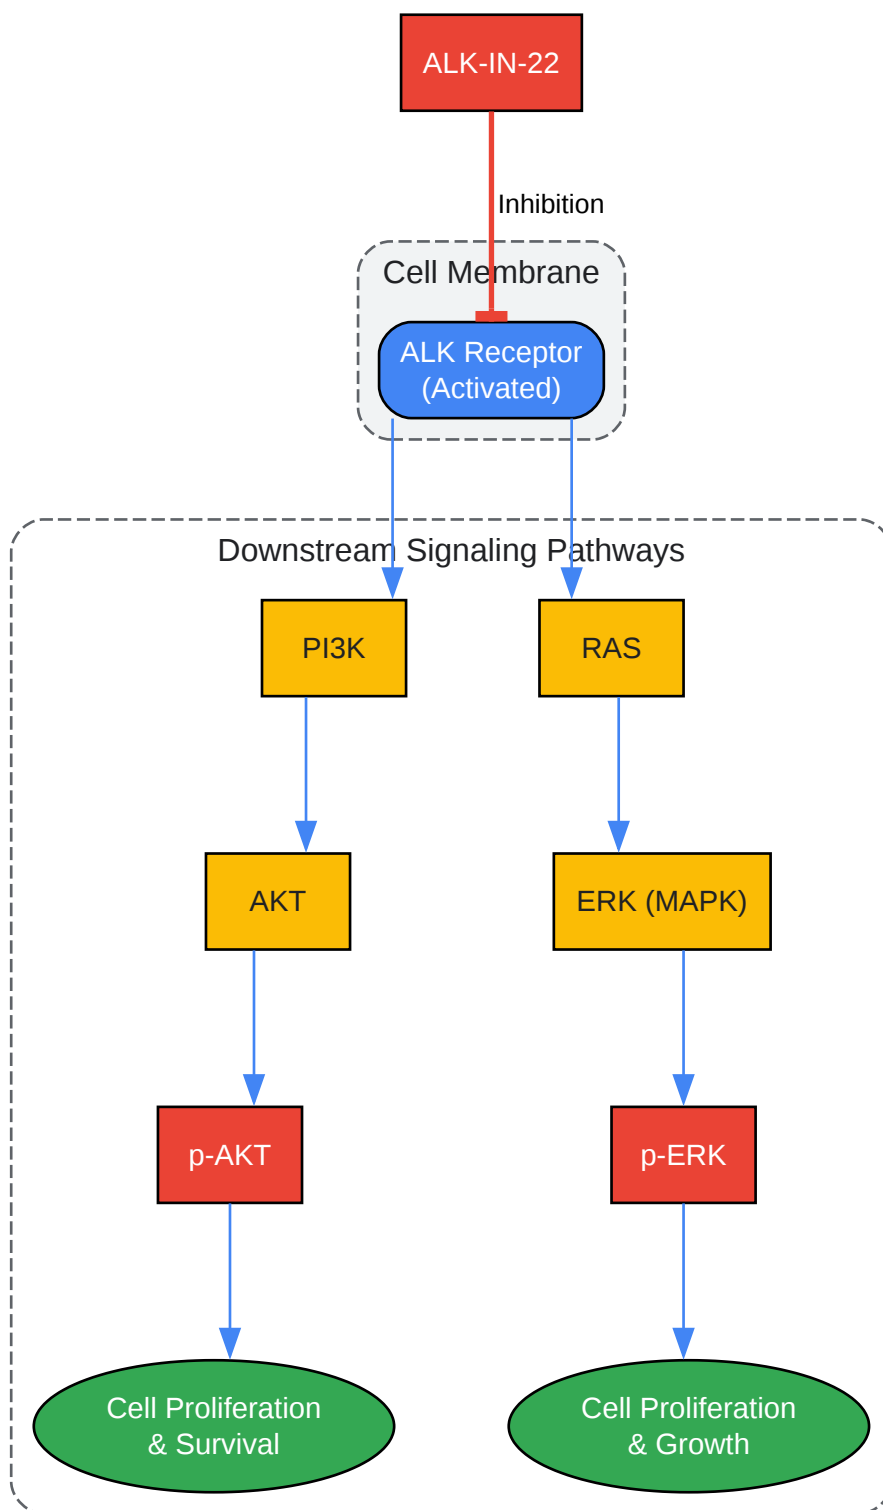 ALK-IN-22
Inhibition
Cell Membrane
ALK Receptor
(Activated)
Downstream Signaling Pathways
PI3K
RAS
AKT
ERK (MAPK)
p-AKT
p-ERK
Cell Proliferation
& Survival
Cell Proliferation
& Growth